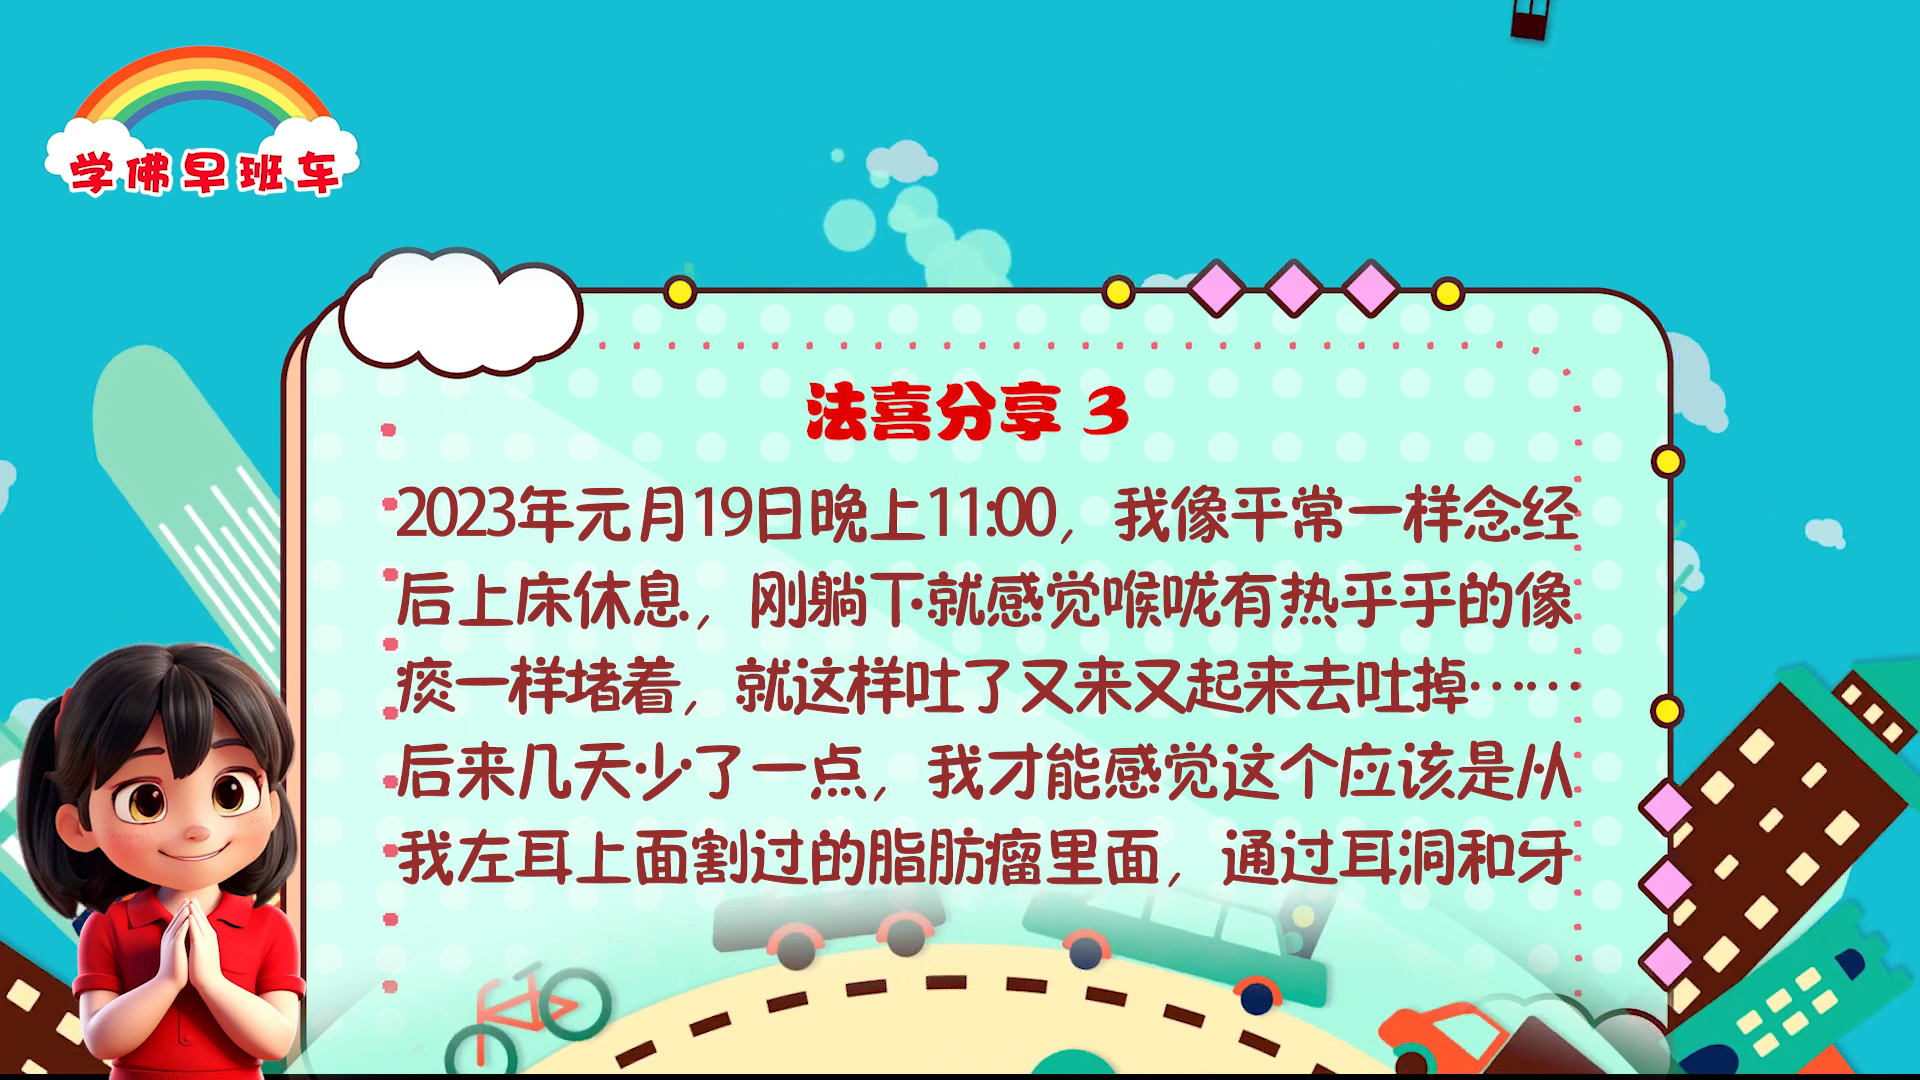 学佛早班车
法喜分享 3
2023年元月19日晚上11:00，我像平常一样念经
后上床休息，刚躺下就感觉喉咙有热乎乎的像
痰一样堵着，就这样吐了又来又起来去吐掉……
后来几天少了一点，我才能感觉这个应该是从
我左耳上面割过的脂肪瘤里面，通过耳洞和牙